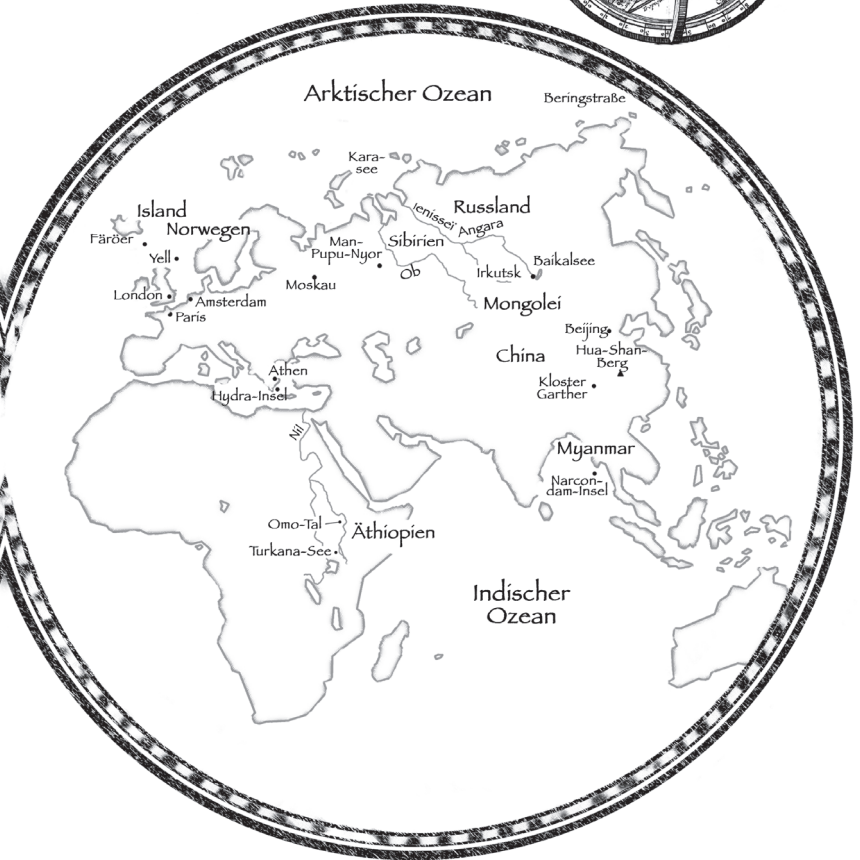 Arktischer Ozean
Beringstraße
Kara-
see
Island
Norwegen
Färöer
Yell
Russland
Ienisseï
Angara
Sibirien
Man-
Pupu-Nyor
Ob
Baikalsee
Irkutsk
Moskau
London
Amsterdam
Paris
Mongolei
Beijing
China
Hua-Shan-
Berg
Kloster
Garther
Athen
Hydra-Insel
Nil
Myanmar
Narcon-
dam-Insel
Omo-Tal
Äthiopien
Turkana-See
Indischer
Ozean